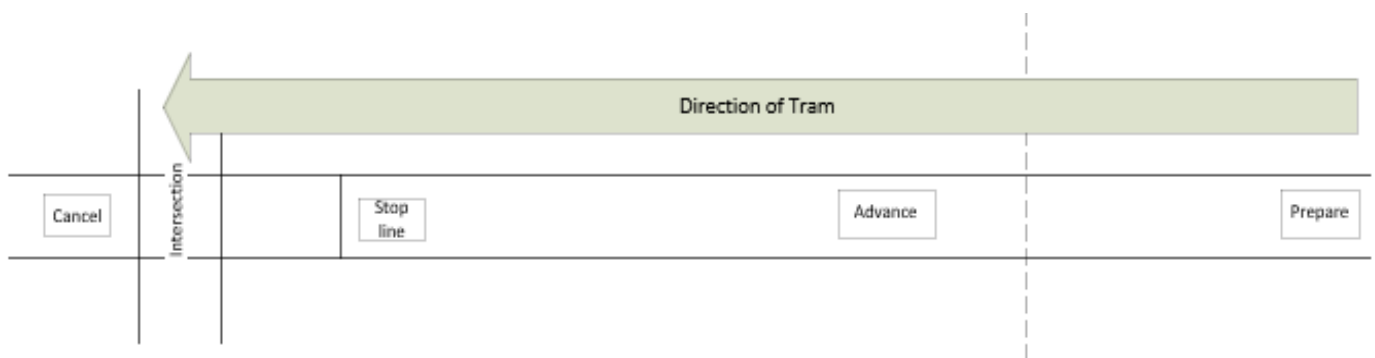 Direction of Tram
Cancel
Intersection
Stop
line
Advance
Prepare